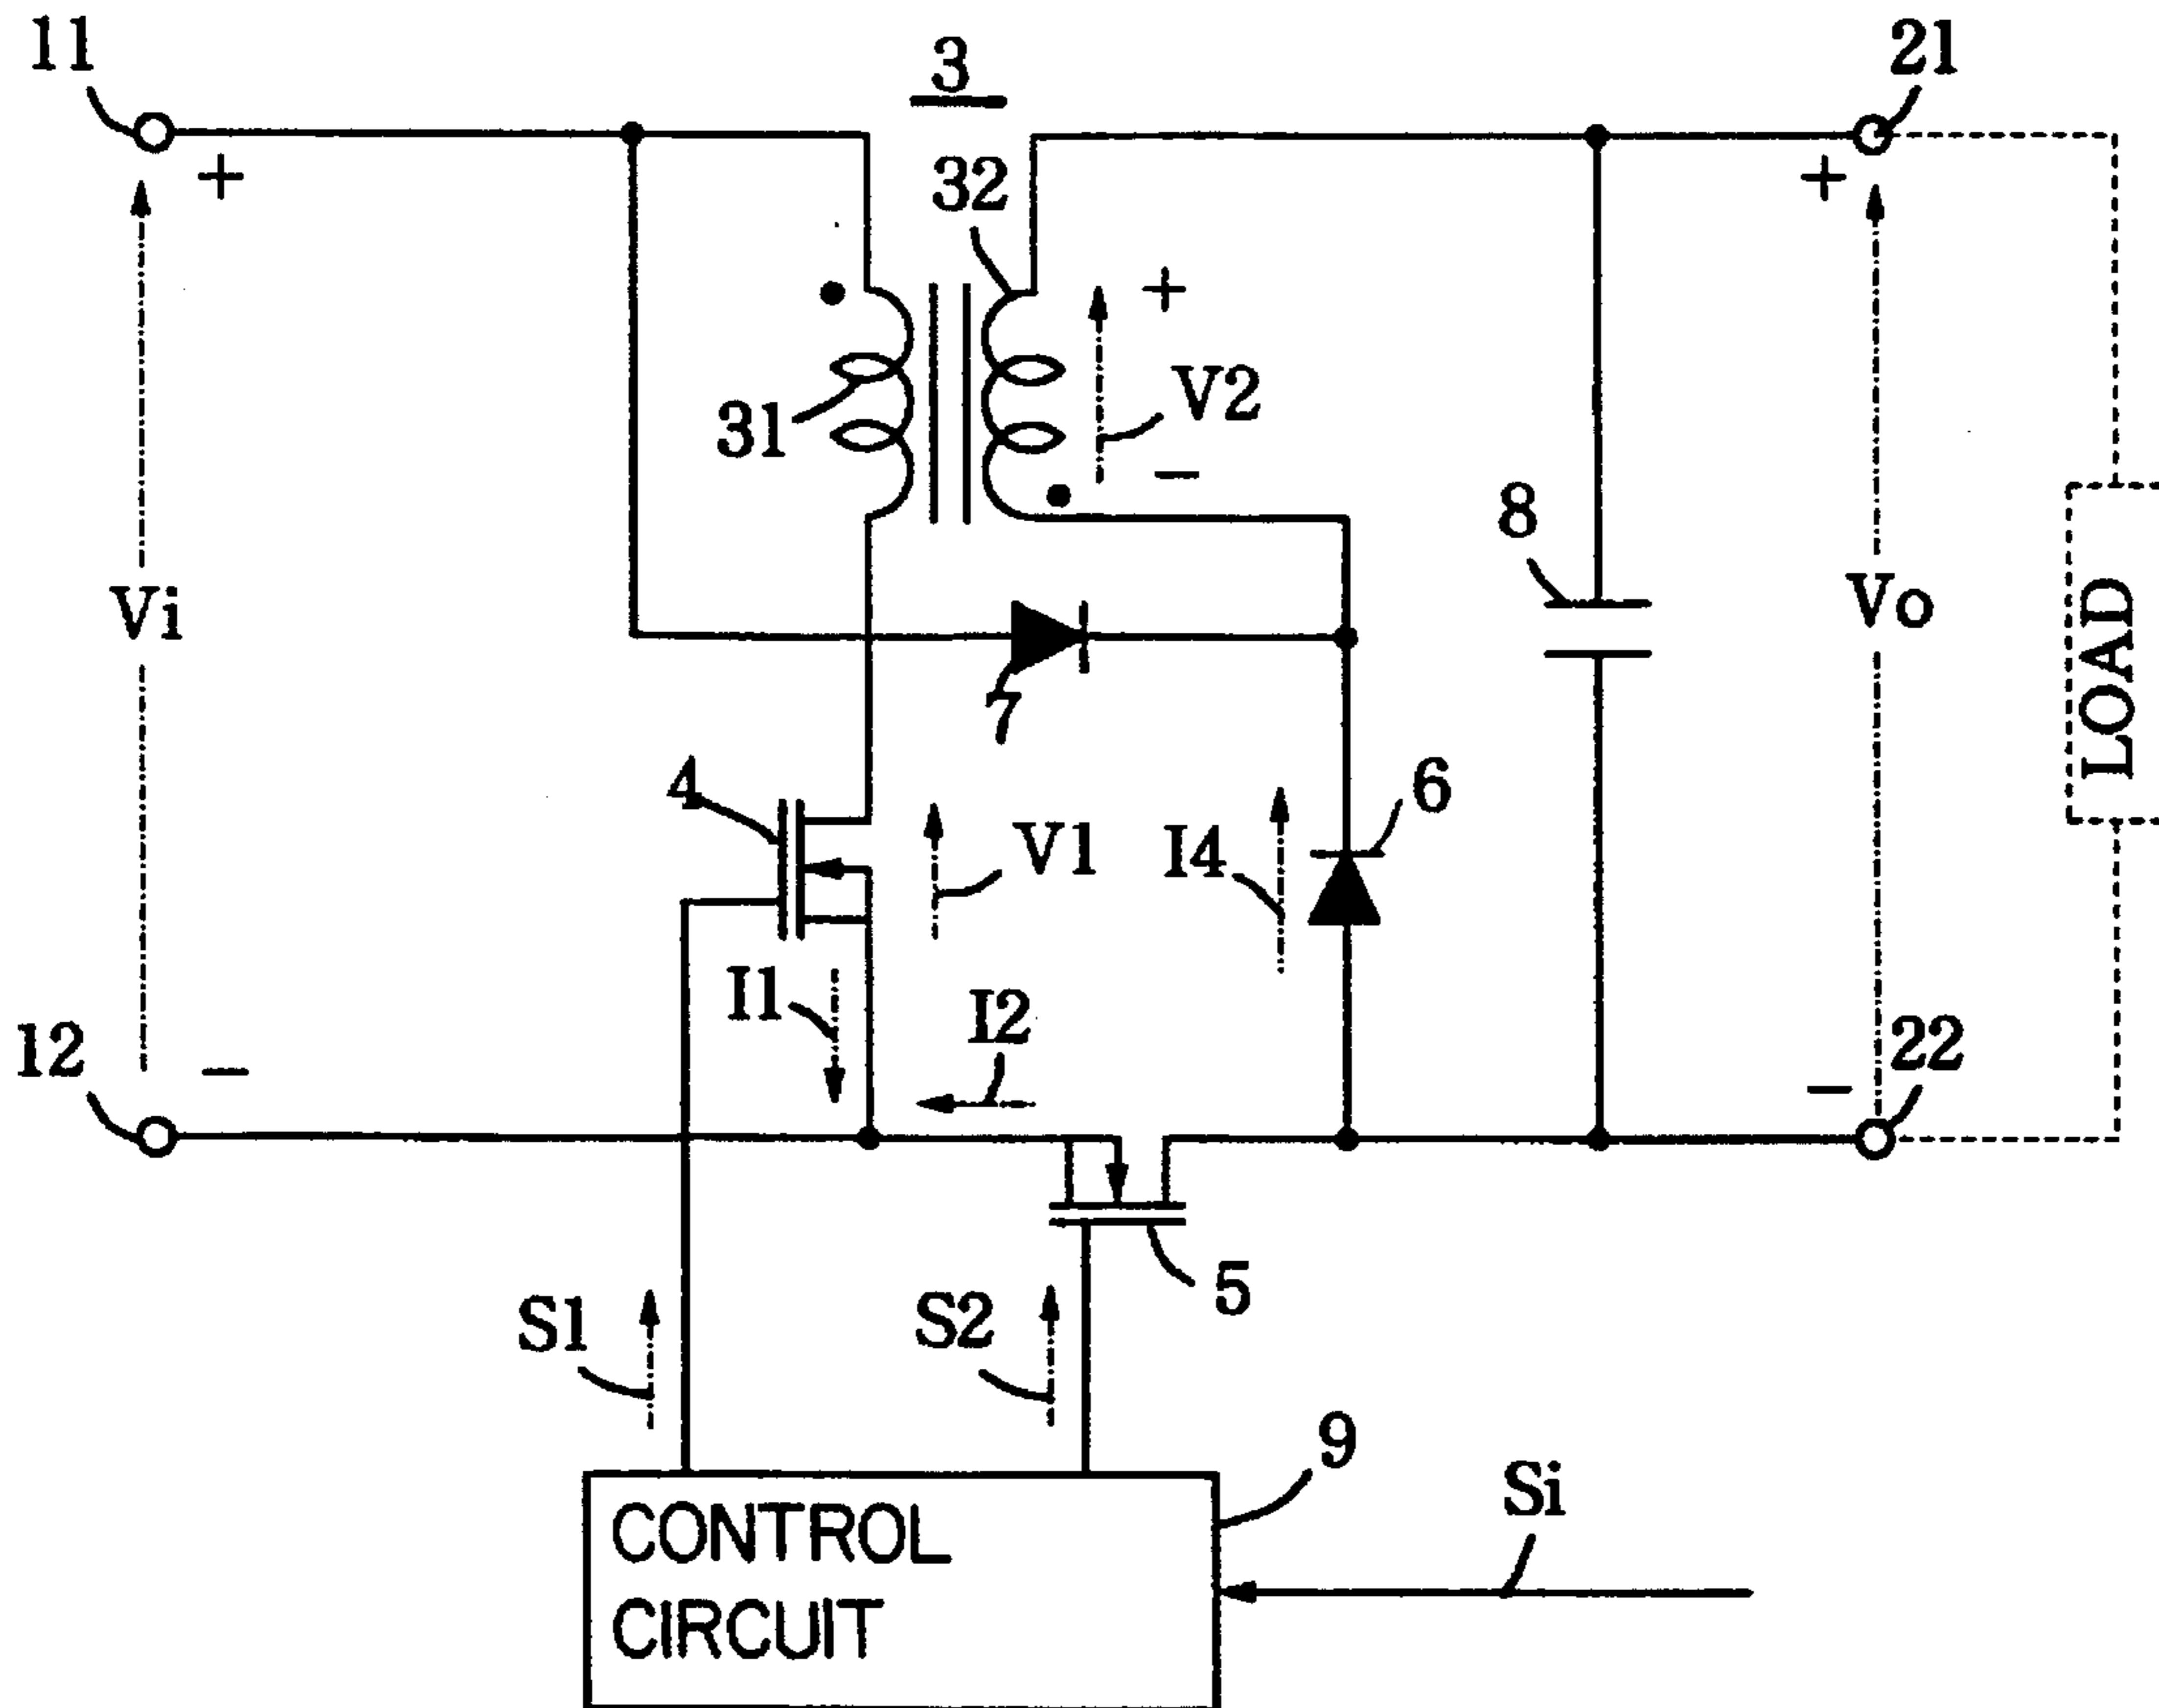 11
3
21
+
32
+
+
V2
31
−
8
Vi
Vo
LOAD
7
4
6
V1
I4
I1
I2
12
−
22
−
5
S1
S2
9
Si
CONTROL
CIRCUIT